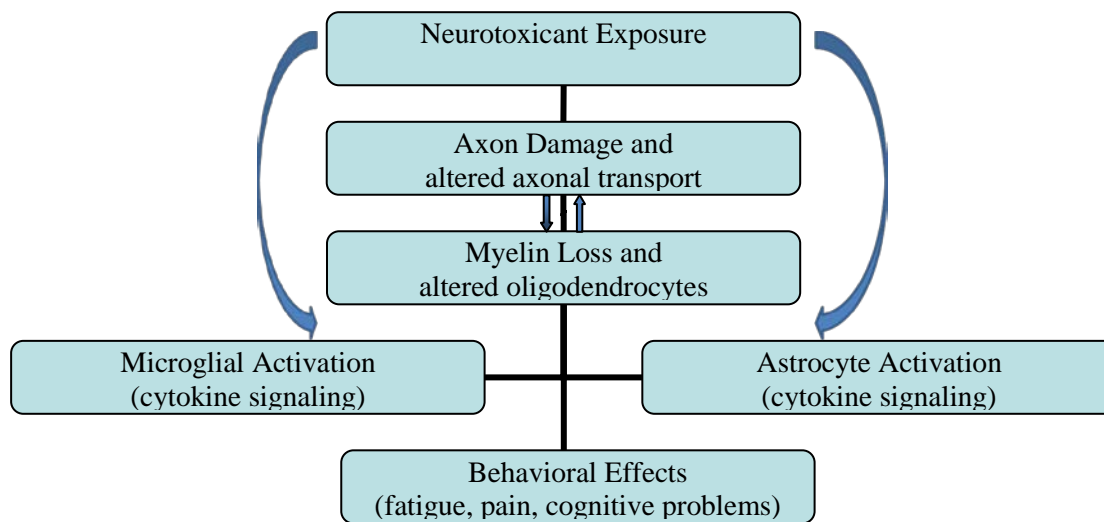 Neurotoxicant Exposure
Axon Damage and
altered axonal transport
Myelin Loss and
altered oligodendrocytes
Microglial Activation
(cytokine signaling)
Astrocyte Activation
(cytokine signaling)
Behavioral Effects
(fatigue, pain, cognitive problems)